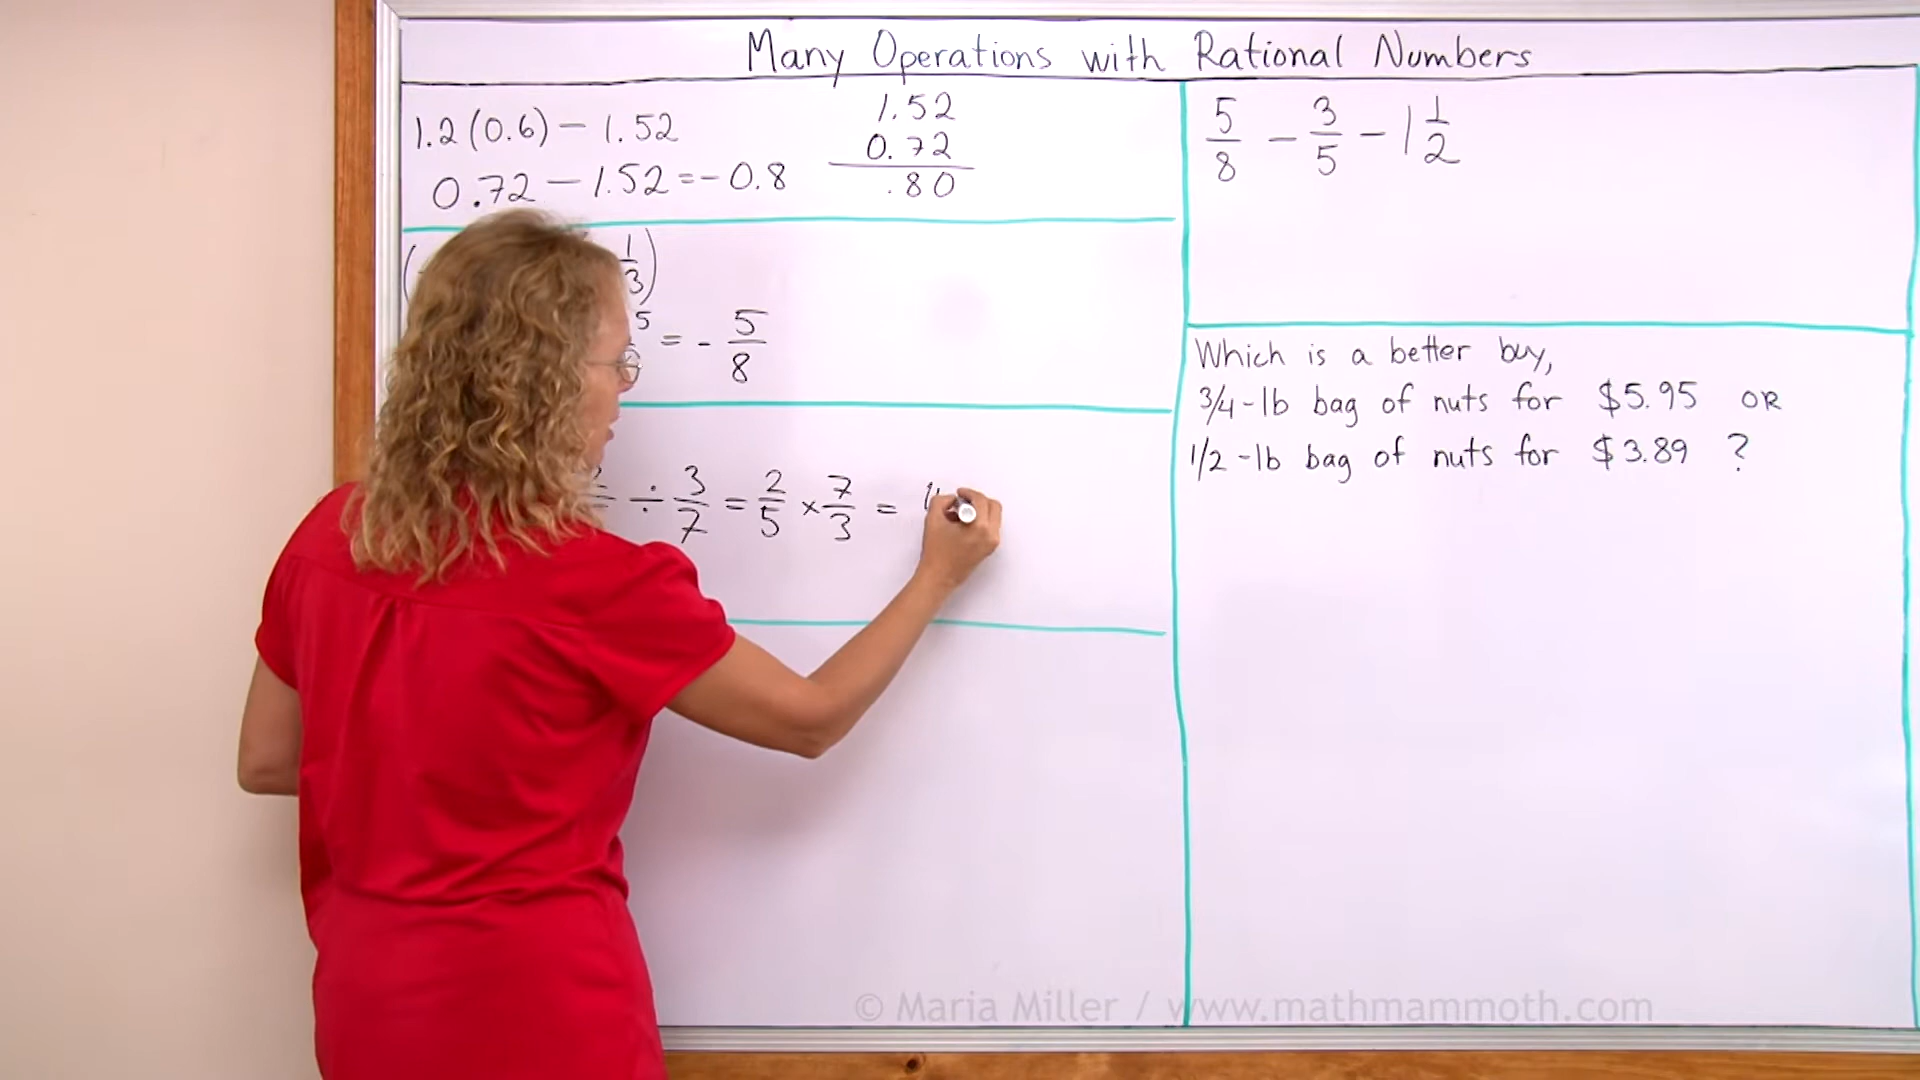 Many Operations with Rational Numbers
1.2(0.6) − 1.52
0.72 − 1.52 = − 0.8
1.52
0.72
.80
1/3)
5 = - 5/8
÷ 3/7 = 2/5 × 7/3 =
5/8 − 3/5 − 1 1/2
Which is a better buy,
3/4-lb bag of nuts for $5.95 OR
1/2-lb bag of nuts for $3.89 ?
© Maria Miller / www.mathmammoth.com